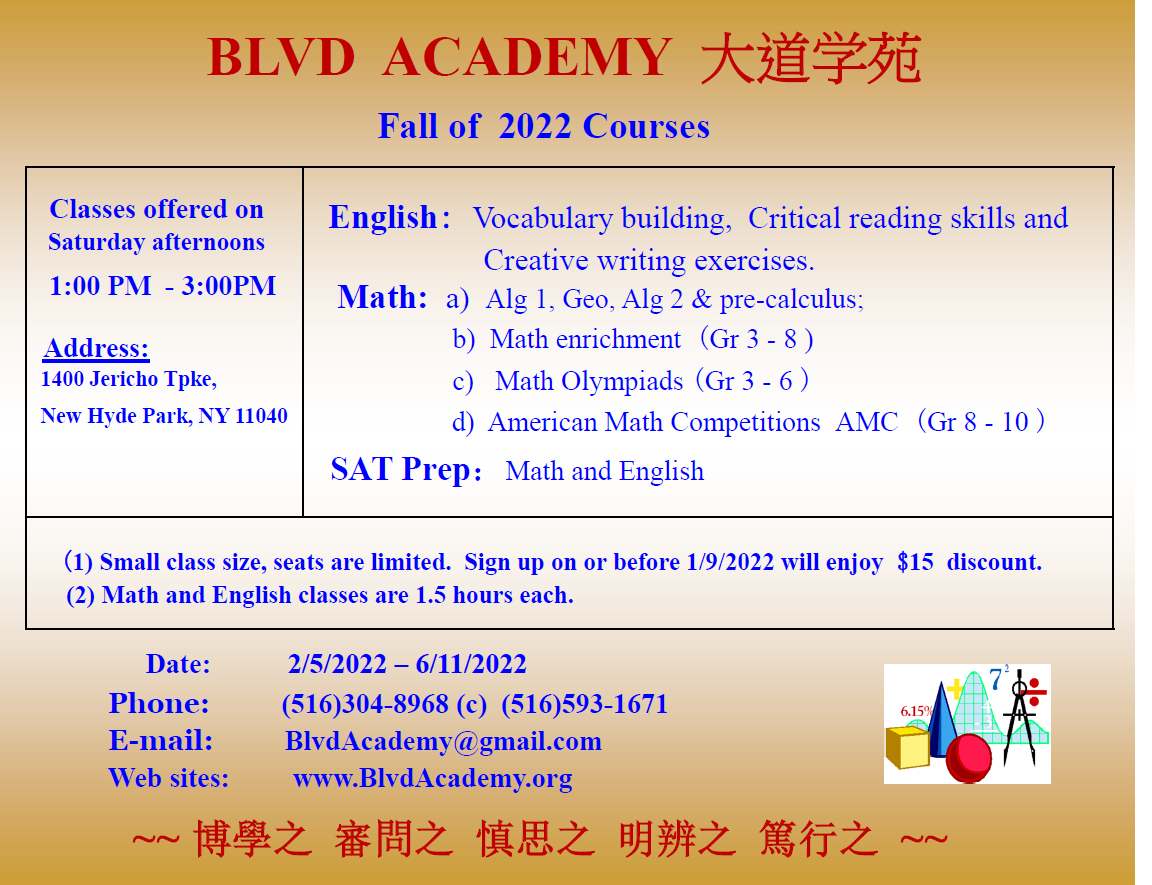 BLVD ACADEMY 大道学苑
Fall of 2022 Courses
Classes offered on
Saturday afternoons
1:00 PM - 3:00PM
Address:
1400 Jericho Tpke,
New Hyde Park, NY 11040
English： Vocabulary building, Critical reading skills and
Creative writing exercises.
Math: a) Alg 1, Geo, Alg 2 & pre-calculus;
b) Math enrichment （Gr 3 - 8 )
c) Math Olympiads（Gr 3 - 6 ）
d) American Math Competitions AMC （Gr 8 - 10 ）
SAT Prep： Math and English
（1) Small class size, seats are limited. Sign up on or before 1/9/2022 will enjoy $15 discount.
(2) Math and English classes are 1.5 hours each.
Date: 2/5/2022 – 6/11/2022
Phone: (516)304-8968 (c) (516)593-1671
E-mail: BlvdAcademy@gmail.com
Web sites: www.BlvdAcademy.org
7²
6.15%
~~ 博學之 審問之 慎思之 明辨之 篤行之 ~~